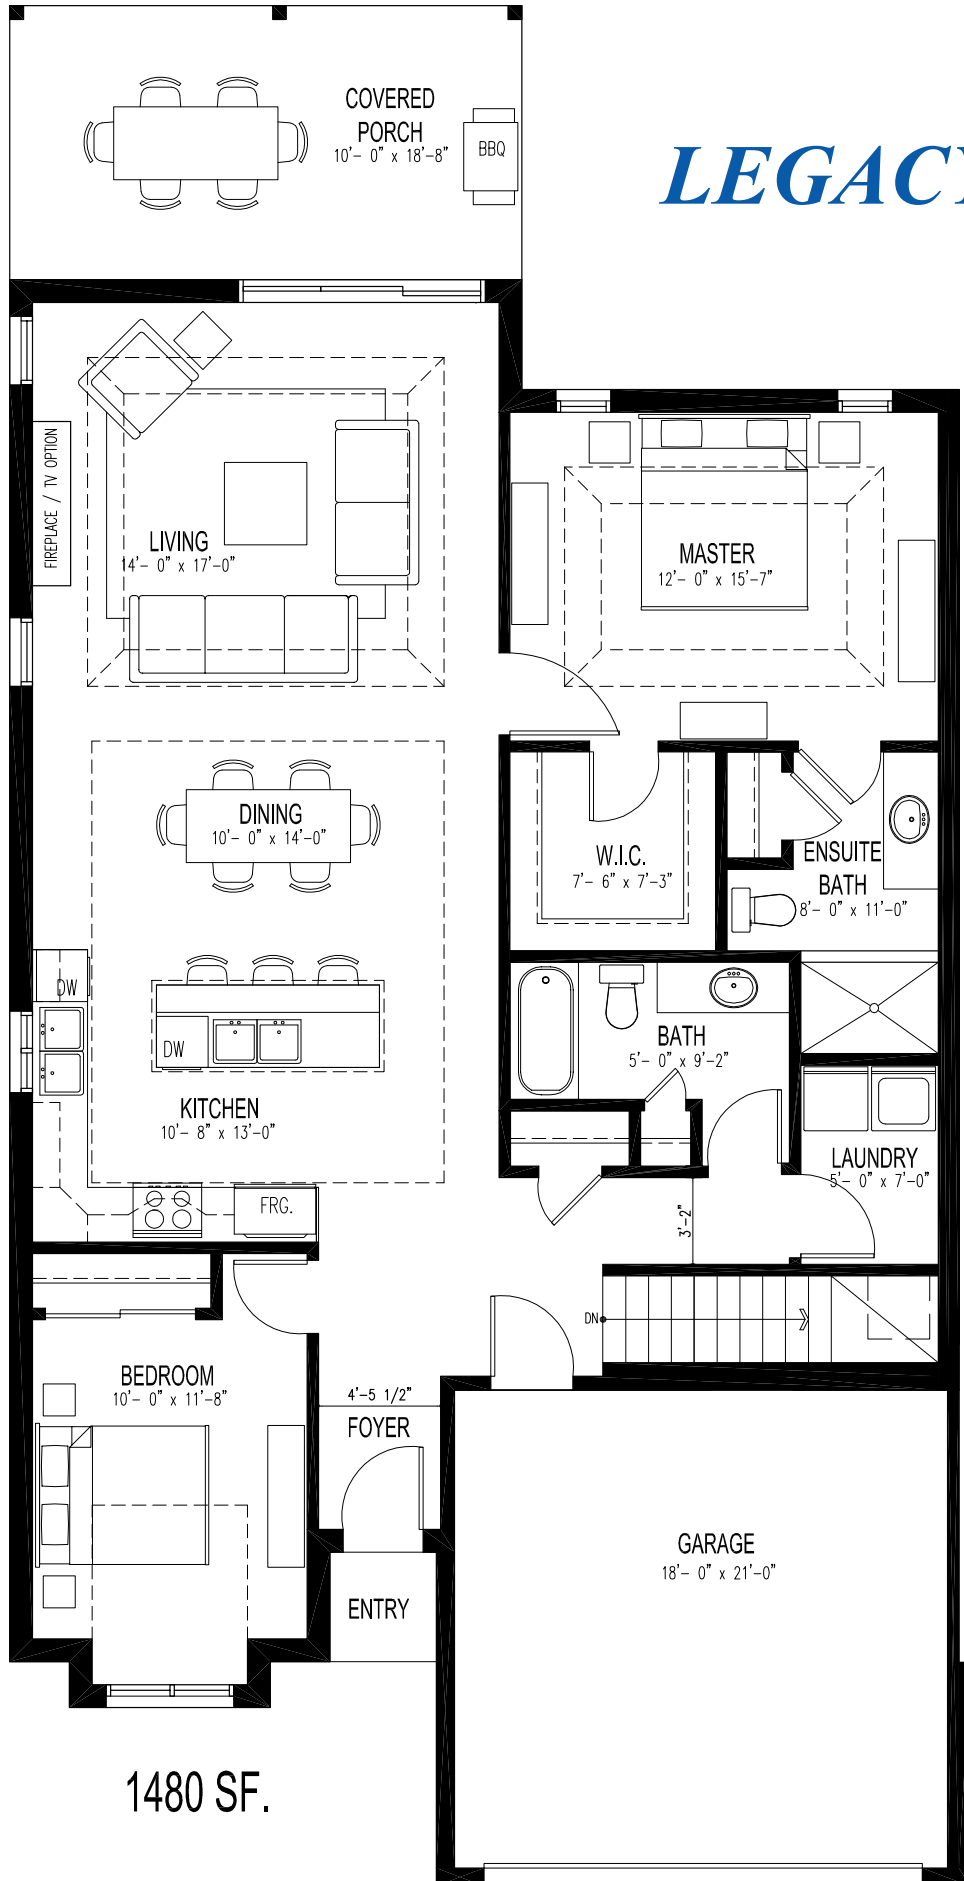 COVERED
PORCH
10'- 0" x 18'-8"
BBQ
LEGACY
FIREPLACE / TV OPTION
LIVING
14'- 0" x 17'-0"
MASTER
12'- 0" x 15'-7"
DINING
10'- 0" x 14'-0"
W.I.C.
7'- 6" x 7'-3"
ENSUITE
BATH
8'- 0" x 11'-0"
DW
DW
BATH
5'- 0" x 9'-2"
KITCHEN
10'- 8" x 13'-0"
LAUNDRY
5'- 0" x 7'-0"
FRG.
3'-2"
DN
BEDROOM
10'- 0" x 11'-8"
4'-5 1/2"
FOYER
GARAGE
18'- 0" x 21'-0"
ENTRY
1480 SF.